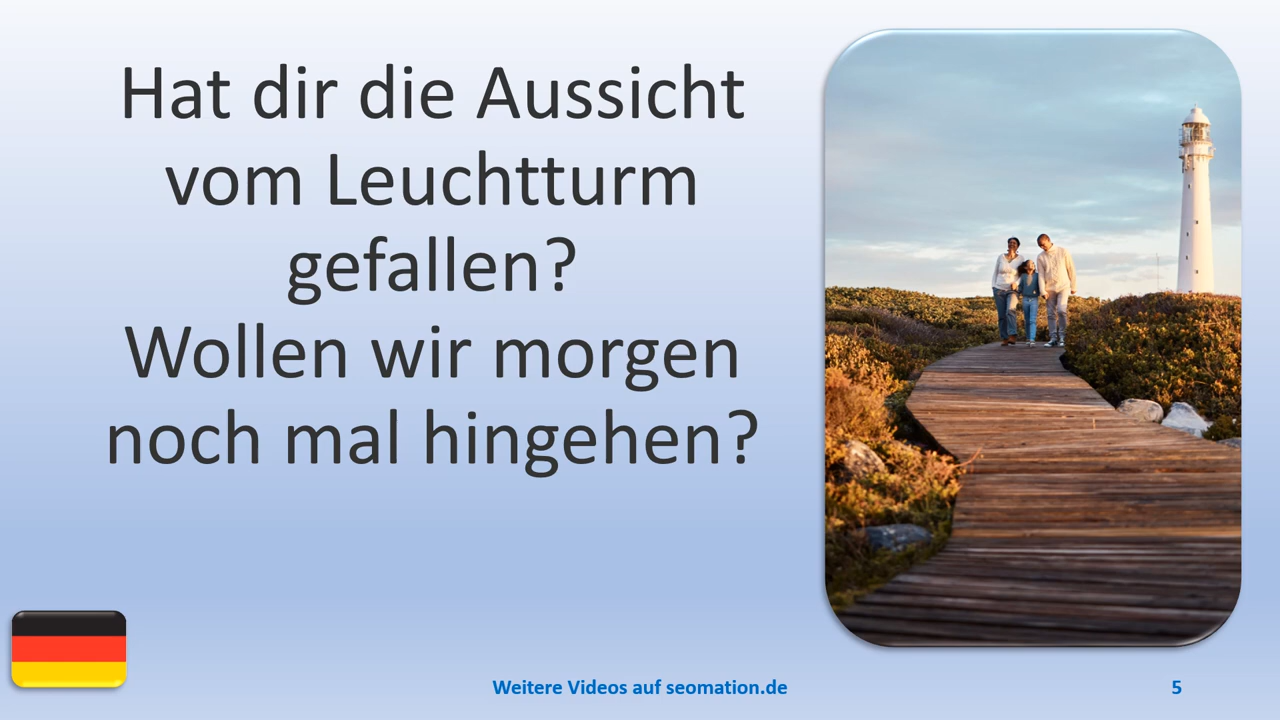 Hat dir die Aussicht
vom Leuchtturm
gefallen?
Wollen wir morgen
noch mal hingehen?
Weitere Videos auf seomation.de
5